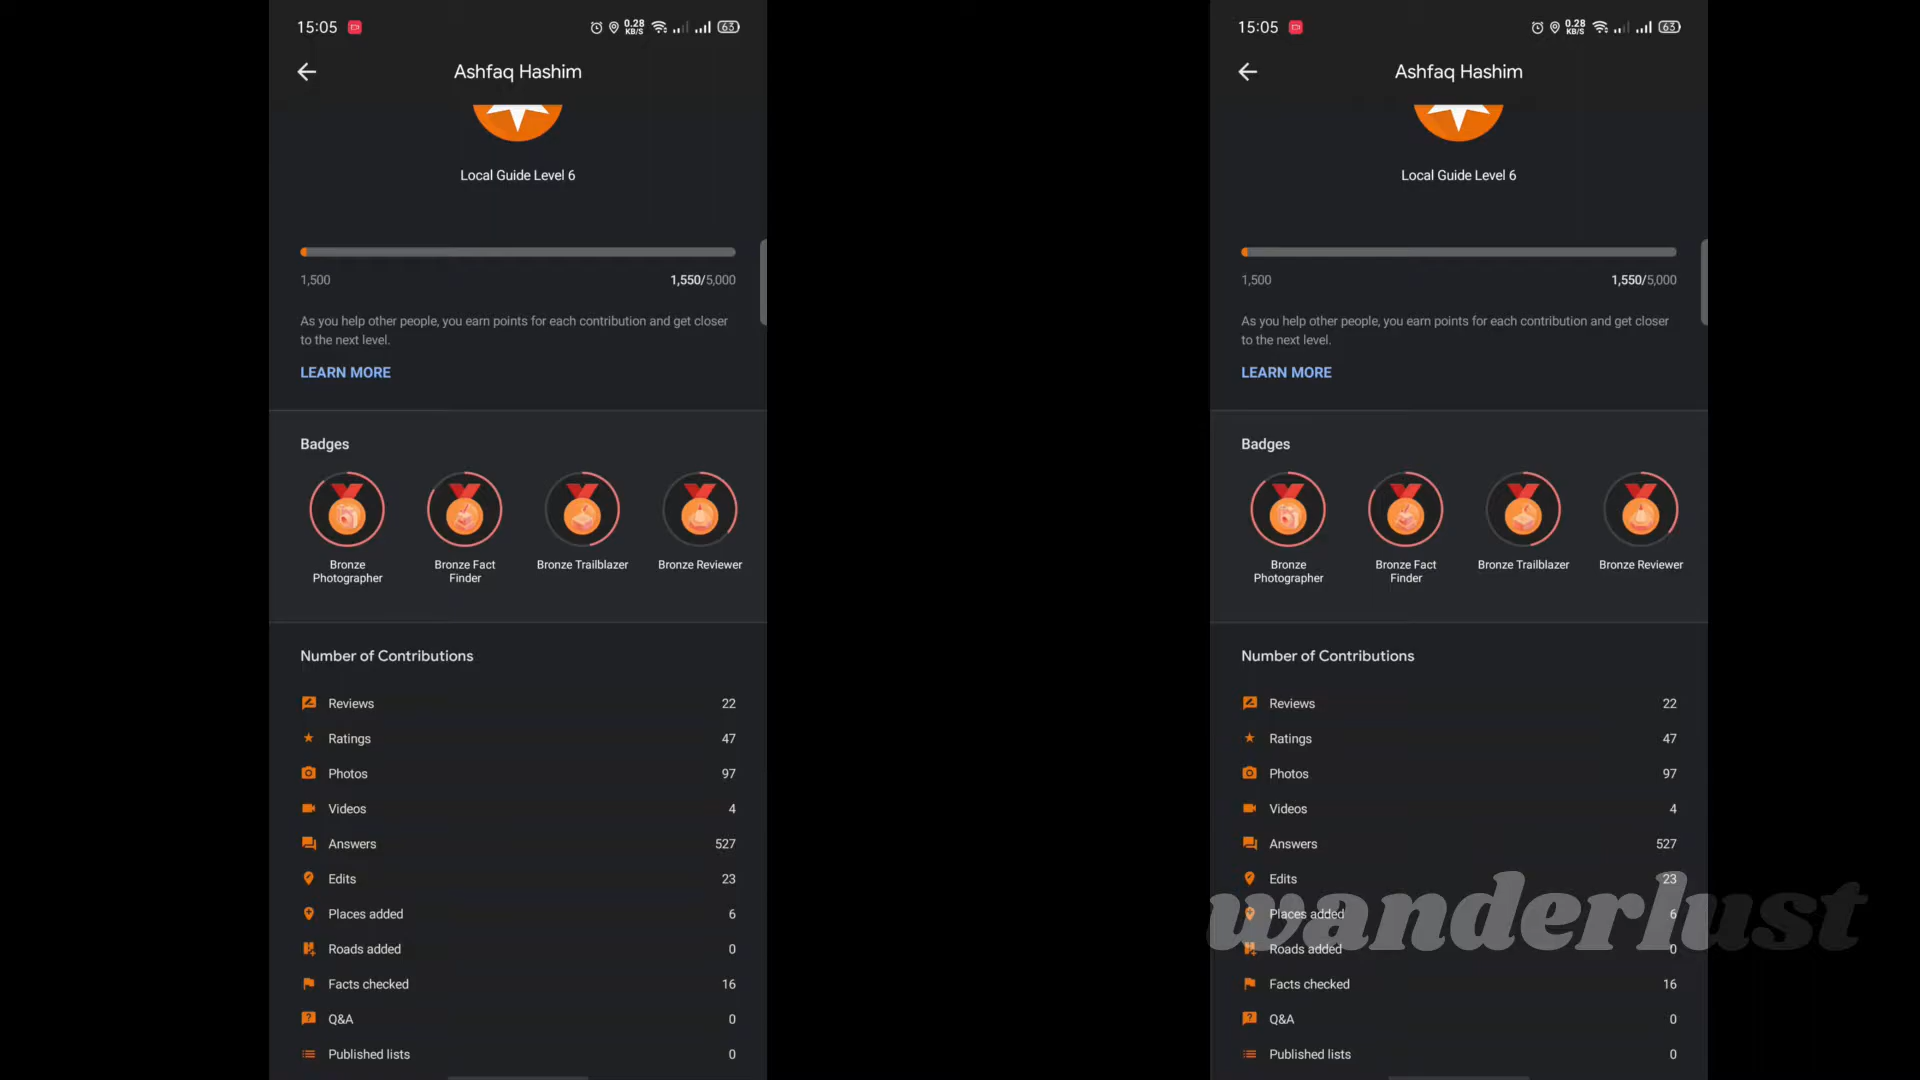 15:05 0.28 KB/S 63
Ashfaq Hashim
Local Guide Level 6
1,500 1,550/5,000
As you help other people, you earn points for each contribution and get closer
to the next level.
LEARN MORE
Badges
Bronze Photographer
Bronze Fact Finder
Bronze Trailblazer
Bronze Reviewer
Number of Contributions
Reviews 22
Ratings 47
Photos 97
Videos 4
Answers 527
Edits 23
Places added 6
Roads added 0
Facts checked 16
Q&A 0
Published lists 0
15:05 0.28 KB/S 63
Ashfaq Hashim
Local Guide Level 6
1,500 1,550/5,000
As you help other people, you earn points for each contribution and get closer
to the next level.
LEARN MORE
Badges
Bronze Photographer
Bronze Fact Finder
Bronze Trailblazer
Bronze Reviewer
Number of Contributions
Reviews 22
Ratings 47
Photos 97
Videos 4
Answers 527
Edits 23
Places added 6
Roads added 0
Facts checked 16
Q&A 0
Published lists 0
wanderlust